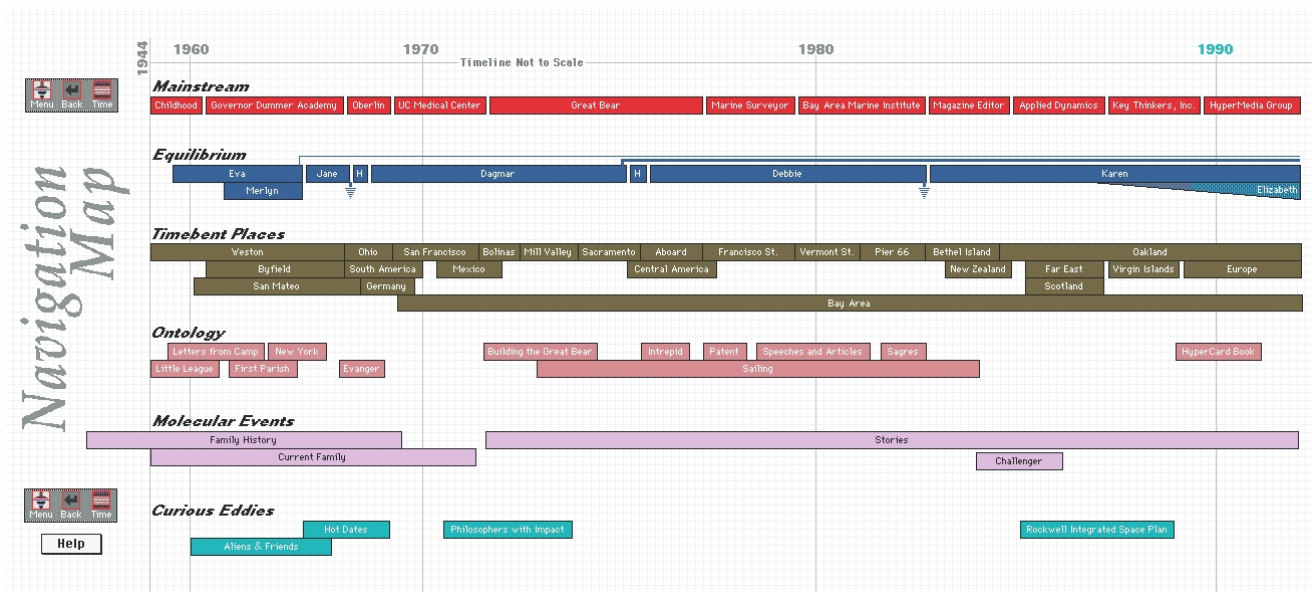 1944 1960 1970 1980 1990
Timeline Not to Scale
Navigation Map
Menu Back Time
Mainstream
Childhood Governor Dummer Academy Oberlin UC Medical Center Great Bear Marine Surveyor Bay Area Marine Institute Magazine Editor Applied Dynamics Key Thinkers, Inc. HyperMedia Group
Equilibrium
Eva Jane H Dagmar H Debbie Karen
Merlyn Elizabeth
Timebent Places
Weston Ohio San Francisco Bolinas Mill Valley Sacramento Aboard Francisco St. Vermont St. Pier 66 Bethel Island Oakland
Byfield South America Mexico Central America New Zealand Far East Virgin Islands Europe
San Mateo Germany Scotland
Bay Area
Ontology
Letters from Camp New York Building the Great Bear Intrepid Patent Speeches and Articles Sagres HyperCard Book
Little League First Parish Evanger Sailing
Molecular Events
Family History Stories
Current Family Challenger
Menu Back Time
Curious Eddies
Hot Dates Philosophers with Impact Rockwell Integrated Space Plan
Aliens & Friends
Help